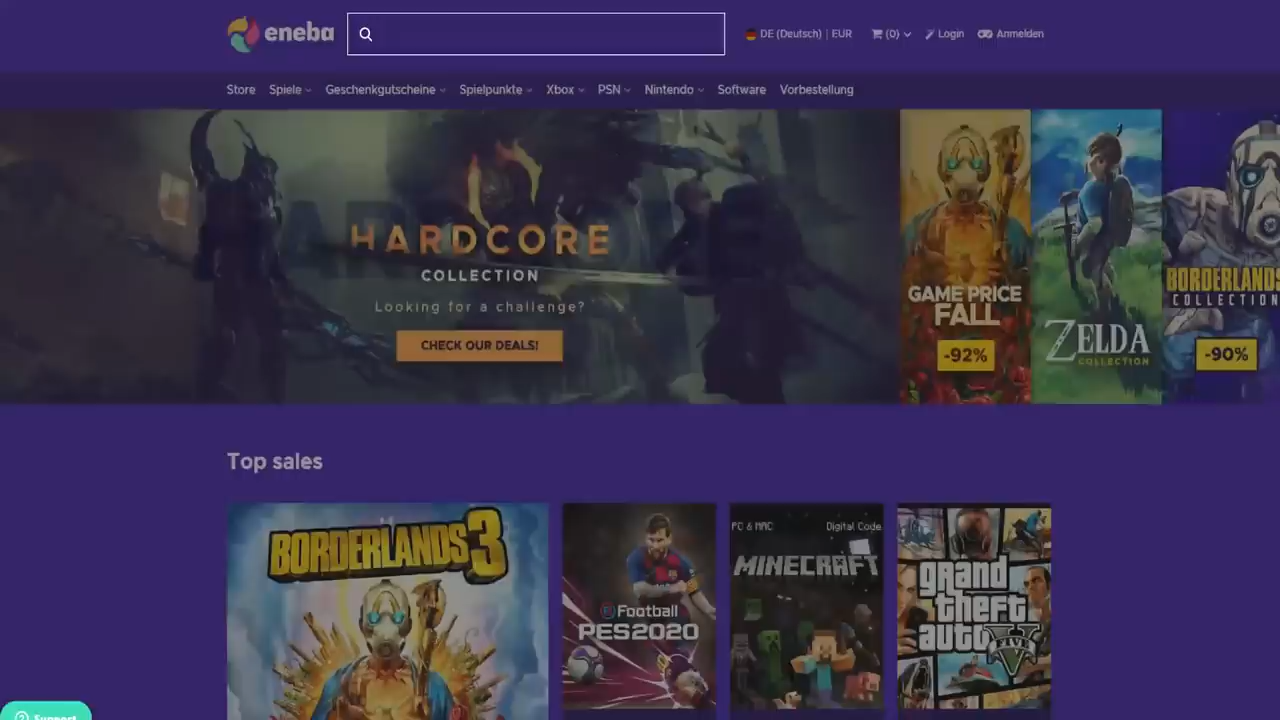 eneba
DE (Deutsch) | EUR
(0)
Login
Anmelden
Store
Spiele
Geschenkgutscheine
Spielpunkte
Xbox
PSN
Nintendo
Software
Vorbestellung
HARDCORE
COLLECTION
Looking for a challenge?
CHECK OUR DEALS!
GAME PRICE
FALL
-92%
ZELDA
COLLECTION
BORDERLANDS
COLLECTION
-90%
Top sales
BORDERLANDS 3
Football
PES2020
PC & MAC
Digital Code
MINECRAFT
grand
theft
auto
V
Support